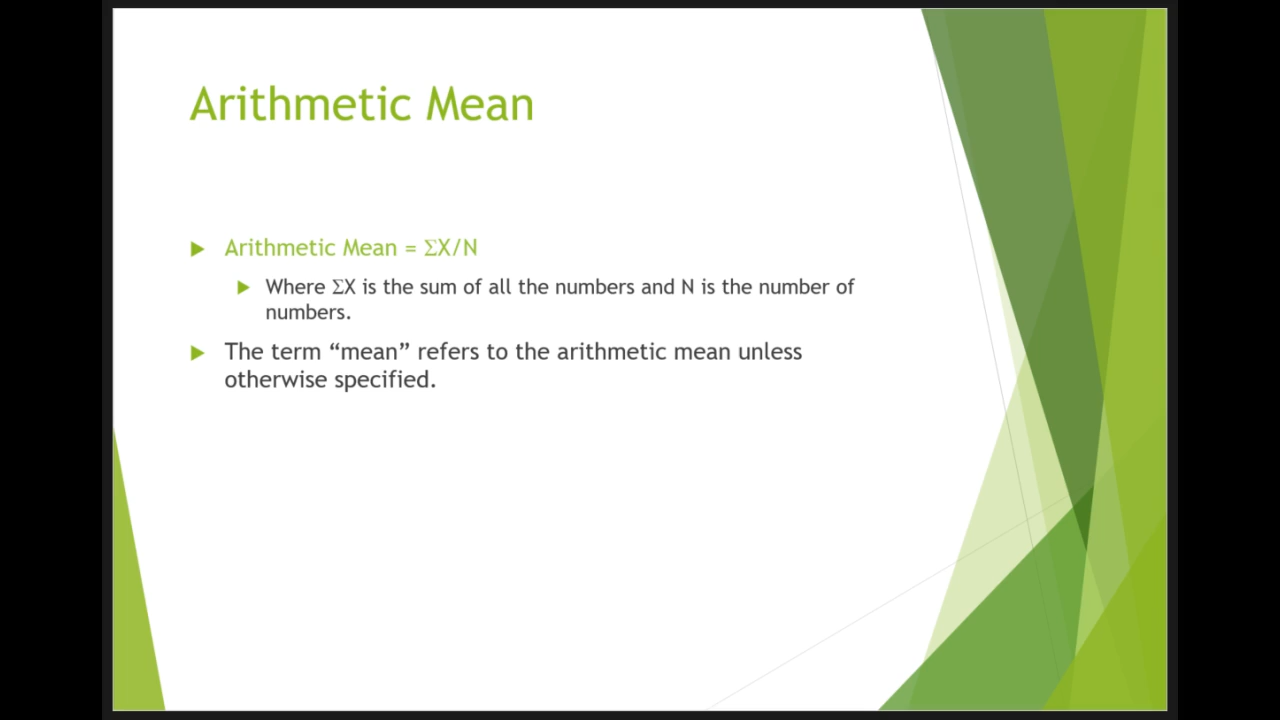 Arithmetic Mean
Arithmetic Mean = ΣX/N
Where ΣX is the sum of all the numbers and N is the number of
numbers.
The term “mean” refers to the arithmetic mean unless
otherwise specified.